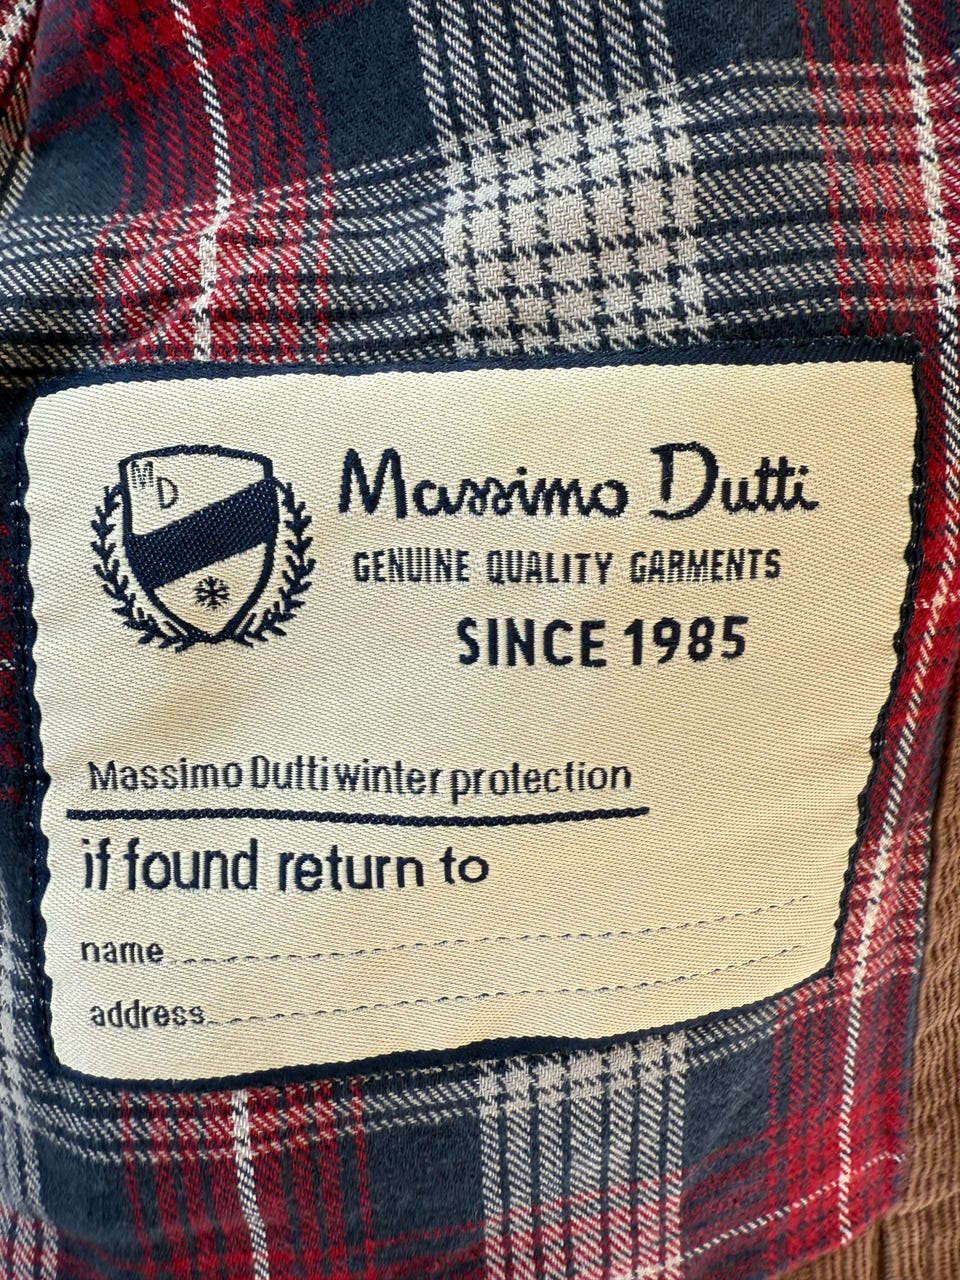 MD
Massimo Dutti
GENUINE QUALITY GARMENTS
SINCE 1985
Massimo Dutti winter protection
if found return to
name
address